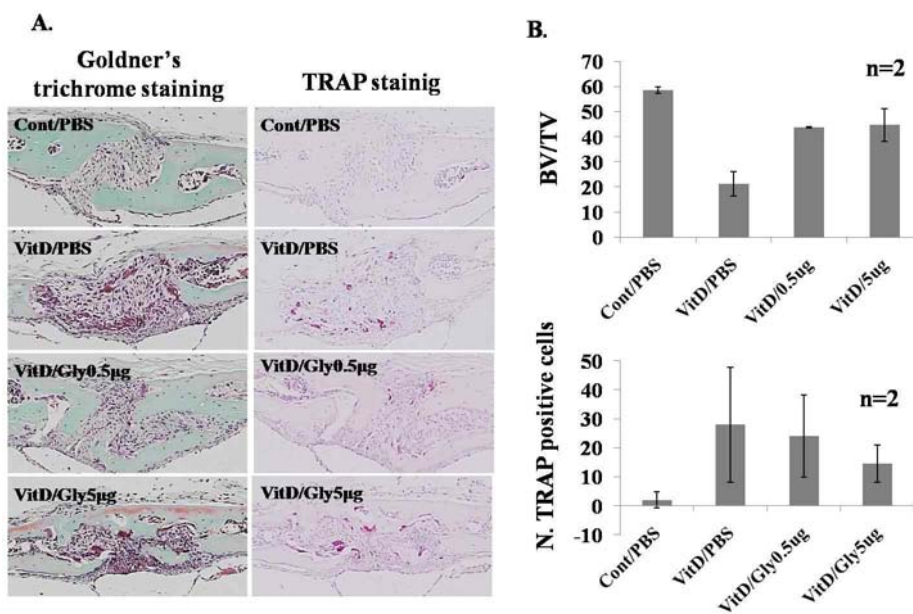 A.
Goldner's
trichrome staining
TRAP stainig
Cont/PBS
Cont/PBS
VitD/PBS
VitD/PBS
VitD/Gly0.5μg
VitD/Gly0.5μg
VitD/Gly5μg
VitD/Gly5μg
B.
n=2
BV/TV
70
60
50
40
30
20
10
0
Cont/PBS
VitD/PBS
VitD/0.5ug
VitD/5ug
n=2
N. TRAP positive cells
50
40
30
20
10
0
-10
Cont/PBS
VitD/PBS
VitD/Gly0.5ug
VitD/Gly5ug